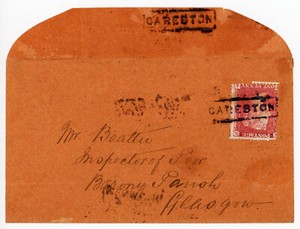 CARESTON
CARESTON
Mr. Beattie
Inspector of Poor
Barony Parish
Glasgow